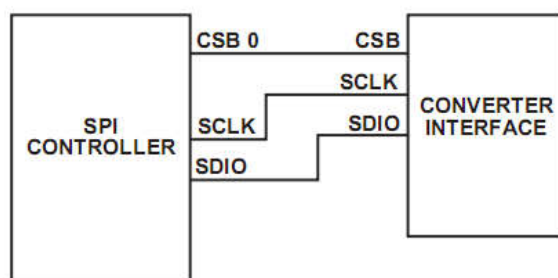 CSB 0
CSB
SCLK
SPI
CONTROLLER
SCLK
SDIO
SDIO
CONVERTER
INTERFACE